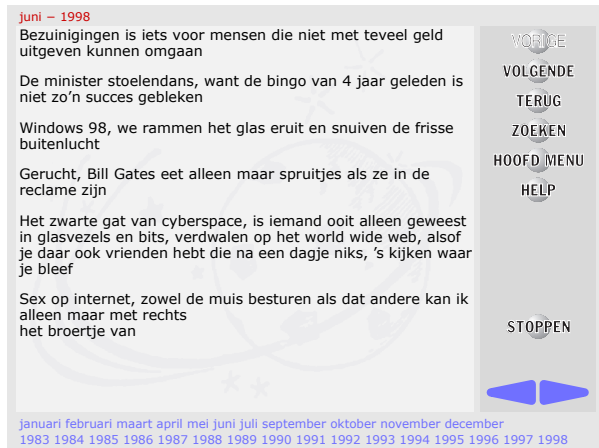 juni – 1998
Bezuinigingen is iets voor mensen die niet met teveel geld
uitgeven kunnen omgaan
De minister stoelendans, want de bingo van 4 jaar geleden is
niet zo’n succes gebleken
Windows 98, we rammen het glas eruit en snuiven de frisse
buitenlucht
Gerucht, Bill Gates eet alleen maar spruitjes als ze in de
reclame zijn
Het zwarte gat van cyberspace, is iemand ooit alleen geweest
in glasvezels en bits, verdwalen op het world wide web, alsof
je daar ook vrienden hebt die na een dagje niks, ’s kijken waar
je bleef
Sex op internet, zowel de muis besturen als dat andere kan ik
alleen maar met rechts
het broertje van
VORIGE
VOLGENDE
TERUG
ZOEKEN
HOOFD MENU
HELP
STOPPEN
januari februari maart april mei juni juli september oktober november december
1983 1984 1985 1986 1987 1988 1989 1990 1991 1992 1993 1994 1995 1996 1997 1998